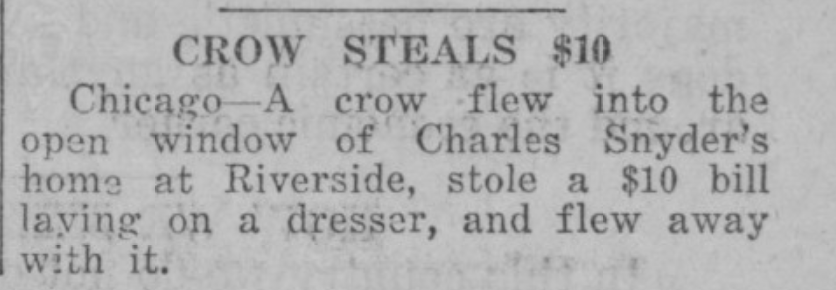 CROW STEALS $10
Chicago—A crow flew into the
open window of Charles Snyder's
home at Riverside, stole a $10 bill
laying on a dresser, and flew away
with it.